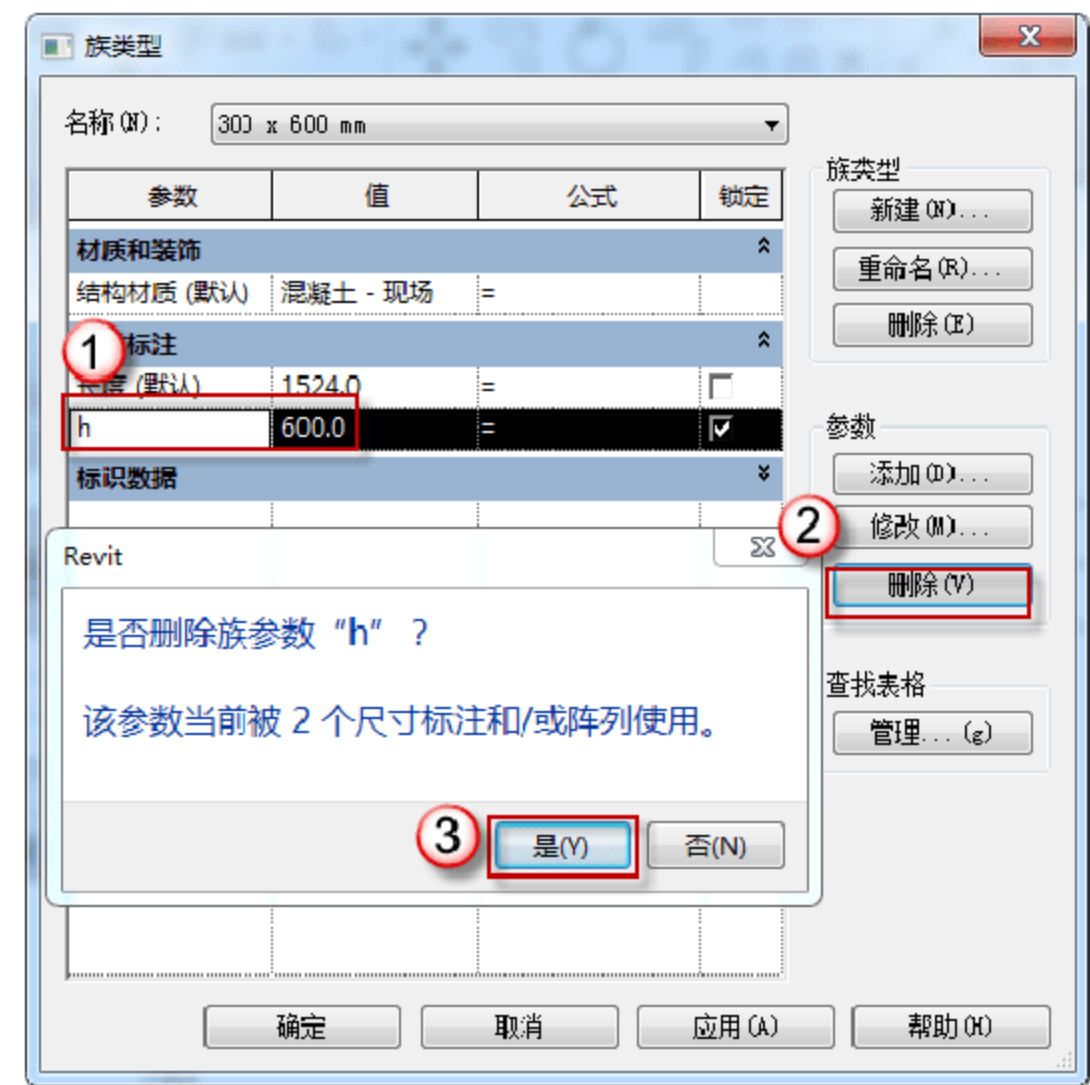 族类型
名称(N): 300 x 600 mm
参数 值 公式 锁定
材质和装饰
结构材质 (默认) 混凝土 - 现场 =
标注
长度 (默认) 1524.0 =
h 600.0 =
标识数据
族类型
新建(N)...
重命名(R)...
删除(E)
参数
添加(D)...
修改(M)...
删除(V)
查找表格
管理... (g)
1
2
Revit
是否删除族参数“h” ？
该参数当前被 2 个尺寸标注和/或阵列使用。
3 是(Y) 否(N)
确定 取消 应用(A) 帮助(H)